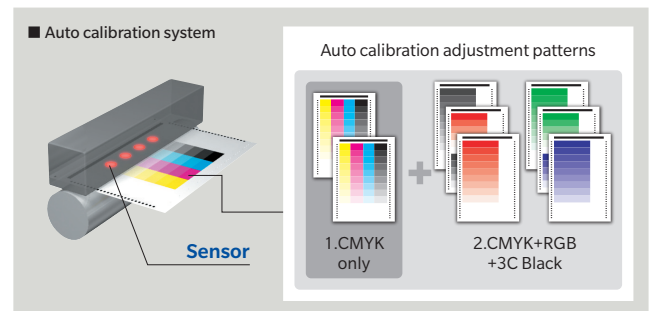 ■ Auto calibration system
Auto calibration adjustment patterns
Sensor
1.CMYK
only
2.CMYK+RGB
+3C Black